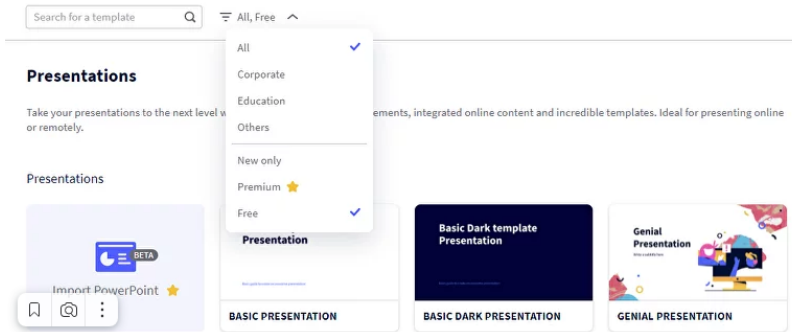 Search for a template
All, Free
All
Corporate
Education
Others
New only
Premium
Free
Presentations
Take your presentations to the next level w
ements, integrated online content and incredible templates. Ideal for presenting online
or remotely.
Presentations
BETA
Import PowerPoint
Presentation
BASIC PRESENTATION
Basic Dark template
Presentation
BASIC DARK PRESENTATION
Genial
Presentation
GENIAL PRESENTATION